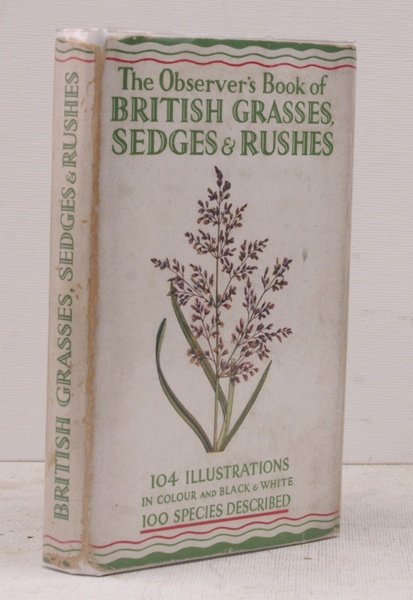 BRITISH GRASSES, SEDGES & RUSHES
The Observer's Book of
BRITISH GRASSES,
SEDGES & RUSHES
104 ILLUSTRATIONS
IN COLOUR AND BLACK & WHITE
100 SPECIES DESCRIBED